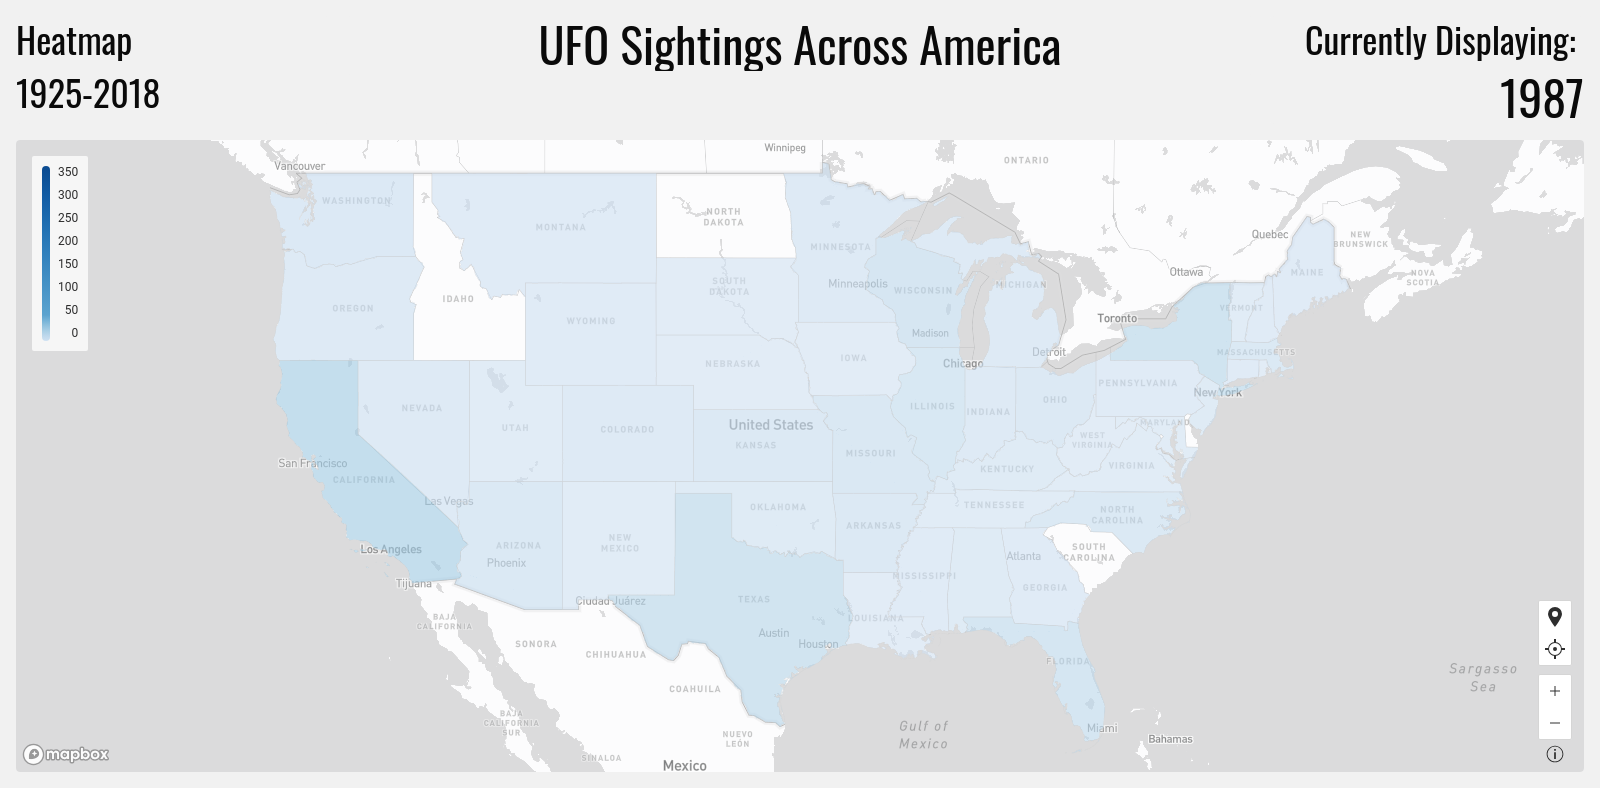 Heatmap
1925-2018
UFO Sightings Across America
Currently Displaying:
1987
350
300
250
200
150
100
50
0
Winnipeg
Vancouver
ONTARIO
WASHINGTON
NORTH
DAKOTA
MONTANA
MINNESOTA
Quebec
NEW
BRUNSWICK
Ottawa
MAINE
NOVA
SCOTIA
SOUTH
DAKOTA
Minneapolis
WISCONSIN
MICHIGAN
IDAHO
OREGON
WYOMING
VERMONT
Toronto
Madison
Detroit
MASSACHUSETTS
IOWA
NEBRASKA
Chicago
PENNSYLVANIA
New York
NEVADA
UTAH
COLORADO
United States
KANSAS
ILLINOIS
INDIANA
OHIO
MARYLAND
WEST
VIRGINIA
MISSOURI
San Francisco
CALIFORNIA
KENTUCKY
VIRGINIA
Las Vegas
OKLAHOMA
TENNESSEE
NORTH
CAROLINA
ARKANSAS
Los Angeles
ARIZONA
Phoenix
NEW
MEXICO
Atlanta
SOUTH
CAROLINA
MISSISSIPPI
GEORGIA
Tijuana
Ciudad Juárez
TEXAS
LOUISIANA
BAJA
CALIFORNIA
Austin
Houston
SONORA
CHIHUAHUA
FLORIDA
COAHUILA
Sargasso
Sea
BAJA
CALIFORNIA
SUR
Gulf of
Mexico
Miami
NUEVO
LEÓN
Bahamas
SINALOA
Mexico
mapbox